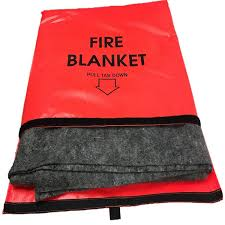 FIRE
BLANKET
PULL TAB DOWN